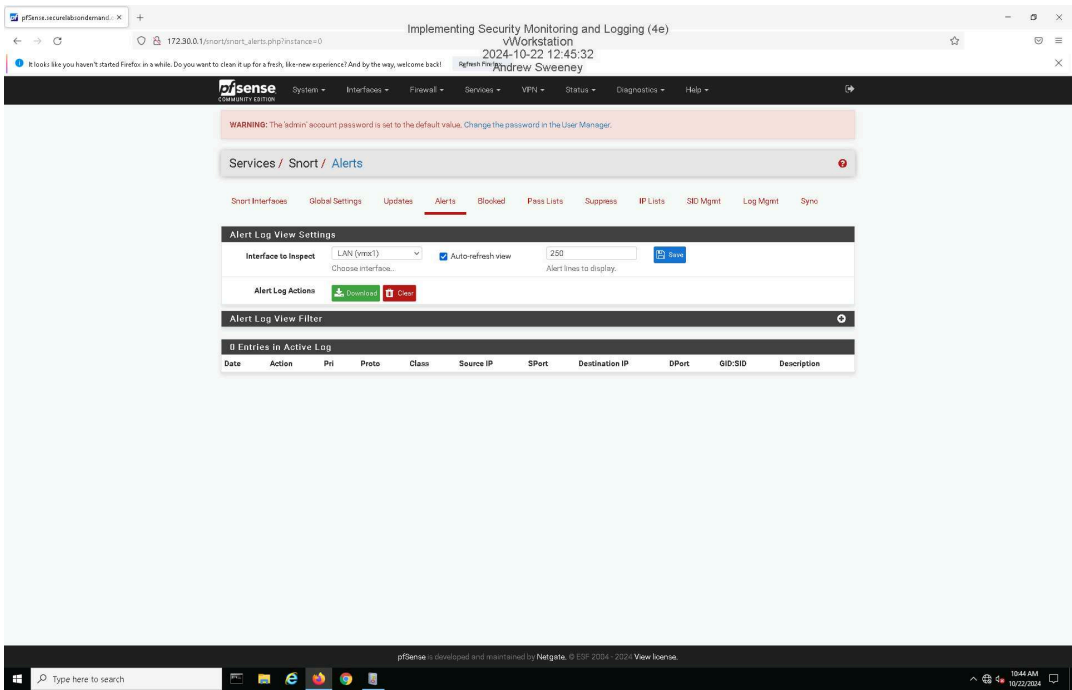 pfSense.securelabsondemand.c
Implementing Security Monitoring and Logging (4e)
vWorkstation
2024-10-22 12:45:32
Andrew Sweeney
172.30.0.1/snort/snort_alerts.php?instance=0
It looks like you haven't started Firefox in a while. Do you want to clean it up for a fresh, like-new experience? And by the way, welcome back! Refresh
pfsense System Interfaces Firewall Services VPN Status Diagnostics Help
COMMUNITY EDITION
WARNING: The 'admin' account password is set to the default value. Change the password in the User Manager.
Services / Snort / Alerts
Snort Interfaces Global Settings Updates Alerts Blocked Pass Lists Suppress IP Lists SID Mgmt Log Mgmt Sync
Alert Log View Settings
Interface to Inspect LAN (vmx1) Auto-refresh view 250 Save
Choose interface... Alert lines to display.
Alert Log Actions Download Clear
Alert Log View Filter
0 Entries in Active Log
Date Action Pri Proto Class Source IP SPort Destination IP DPort GID:SID Description
pfSense is developed and maintained by Netgate. © ESF 2004 - 2024 View license.
Type here to search
10:44 AM
10/22/2024